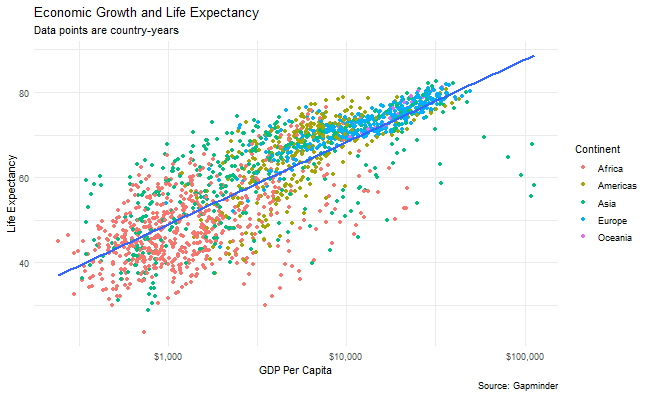 Economic Growth and Life Expectancy
Data points are country-years
Life Expectancy
80
60
40
$1,000
$10,000
$100,000
GDP Per Capita
Continent
Africa
Americas
Asia
Europe
Oceania
Source: Gapminder